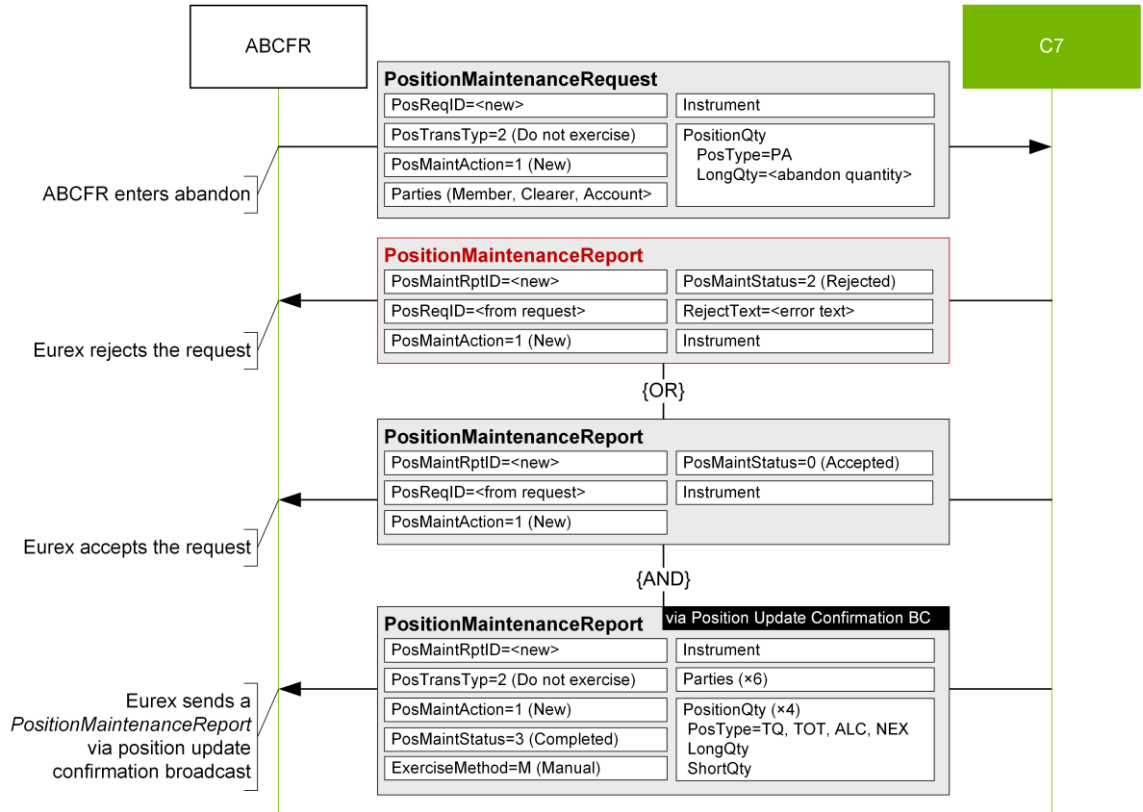 ABCFR
C7
PositionMaintenanceRequest
PosReqID=<new>
Instrument
PosTransTyp=2 (Do not exercise)
PositionQty
PosType=PA
LongQty=<abandon quantity>
PosMaintAction=1 (New)
Parties (Member, Clearer, Account>
ABCFR enters abandon
PositionMaintenanceReport
PosMaintRptID=<new>
PosMaintStatus=2 (Rejected)
PosReqID=<from request>
RejectText=<error text>
PosMaintAction=1 (New)
Instrument
Eurex rejects the request
{OR}
PositionMaintenanceReport
PosMaintRptID=<new>
PosMaintStatus=0 (Accepted)
PosReqID=<from request>
Instrument
PosMaintAction=1 (New)
Eurex accepts the request
{AND}
via Position Update Confirmation BC
PositionMaintenanceReport
PosMaintRptID=<new>
Instrument
PosTransTyp=2 (Do not exercise)
Parties (×6)
PosMaintAction=1 (New)
PositionQty (×4)
PosType=TQ, TOT, ALC, NEX
LongQty
ShortQty
PosMaintStatus=3 (Completed)
ExerciseMethod=M (Manual)
Eurex sends a
PositionMaintenanceReport
via position update
confirmation broadcast